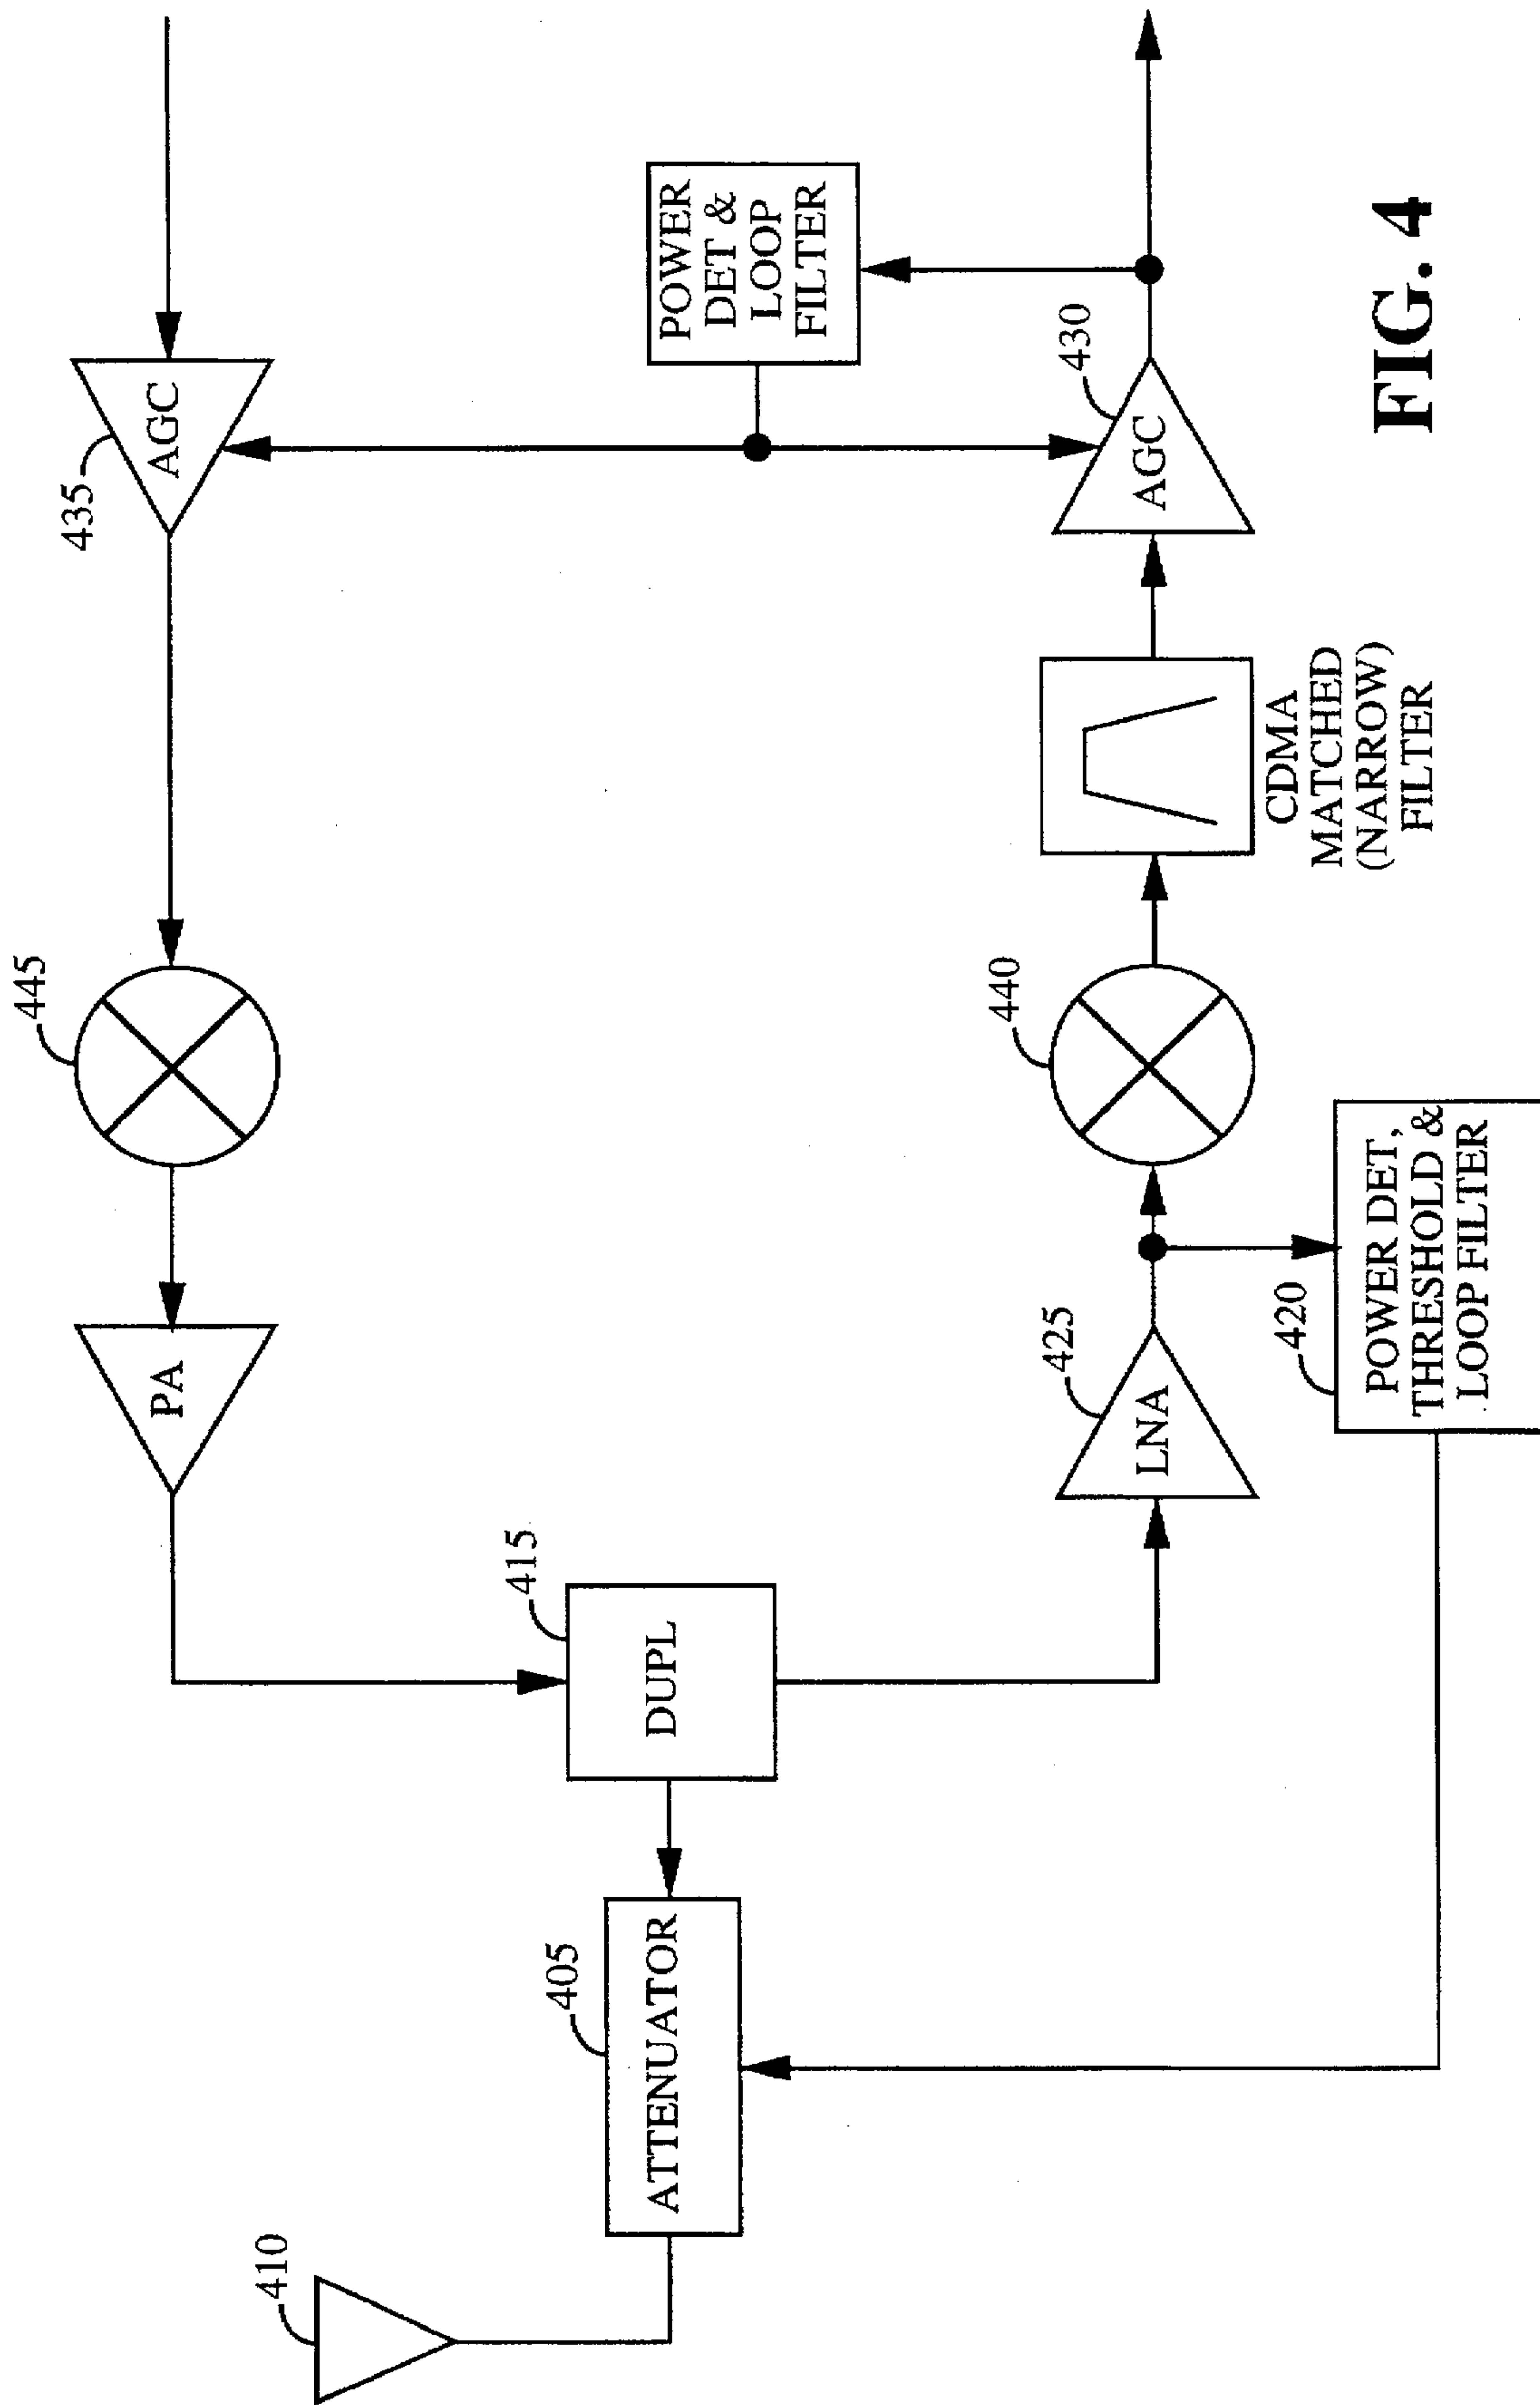 435
AGC
445
PA
POWER
DET &
LOOP
FILTER
415
DUPL
405
ATTENUATOR
410
430
AGC
CDMA
MATCHED
(NARROW)
FILTER
440
425
LNA
420
POWER DET,
THRESHOLD &
LOOP FILTER
FIG. 4